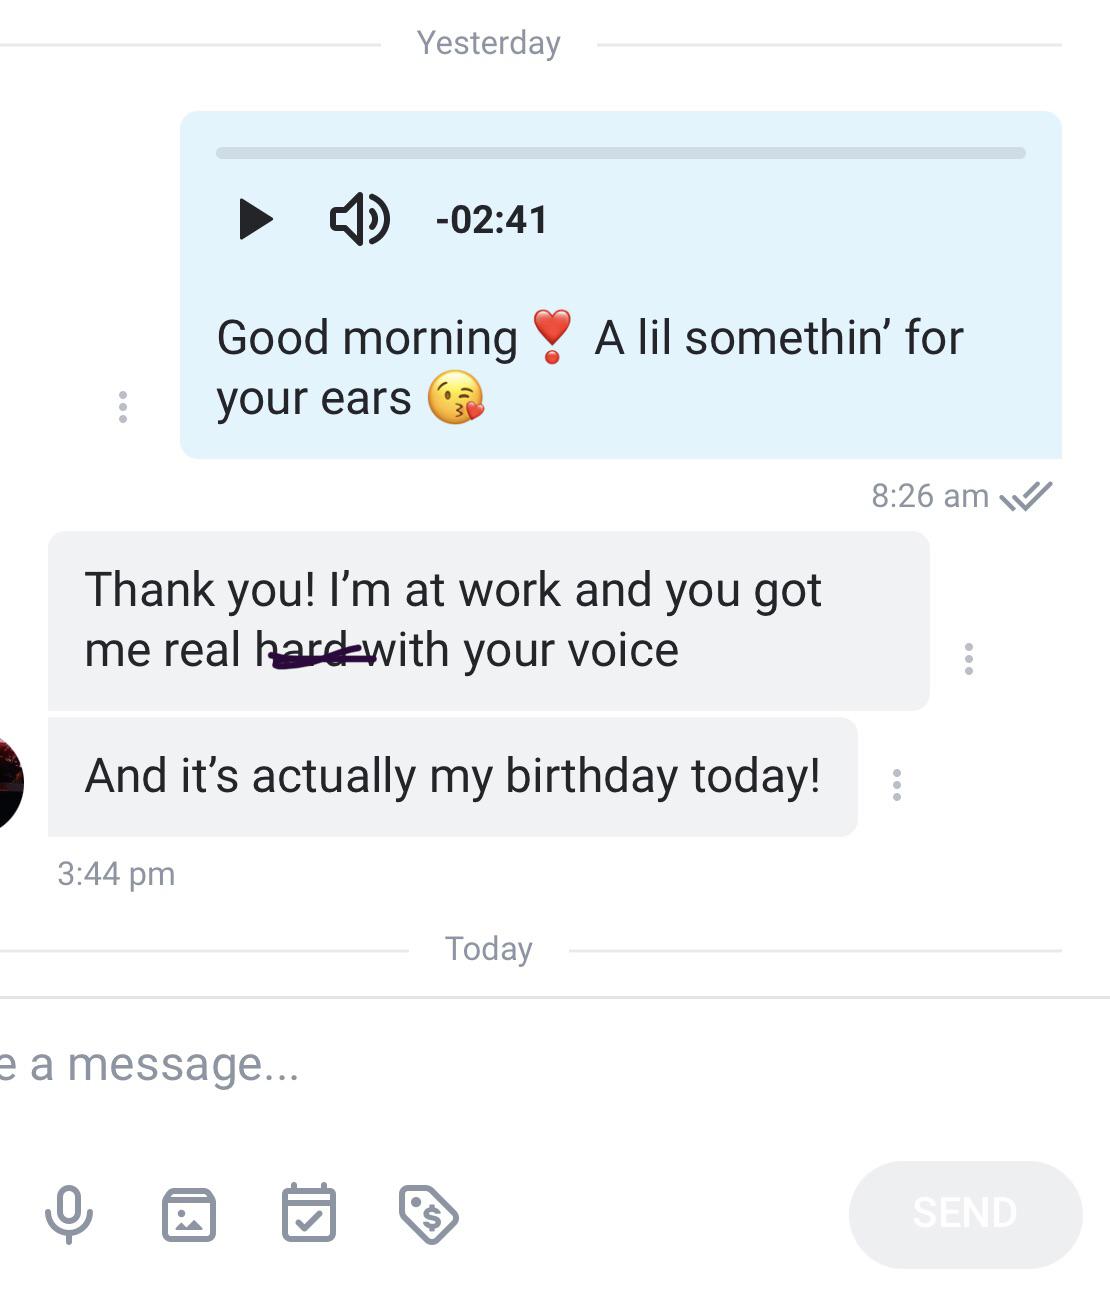 Yesterday
-02:41
Good morning ❣️ A lil somethin’ for
your ears 😘
8:26 am
Thank you! I’m at work and you got
me real hard with your voice
And it’s actually my birthday today!
3:44 pm
Today
e a message...
SEND